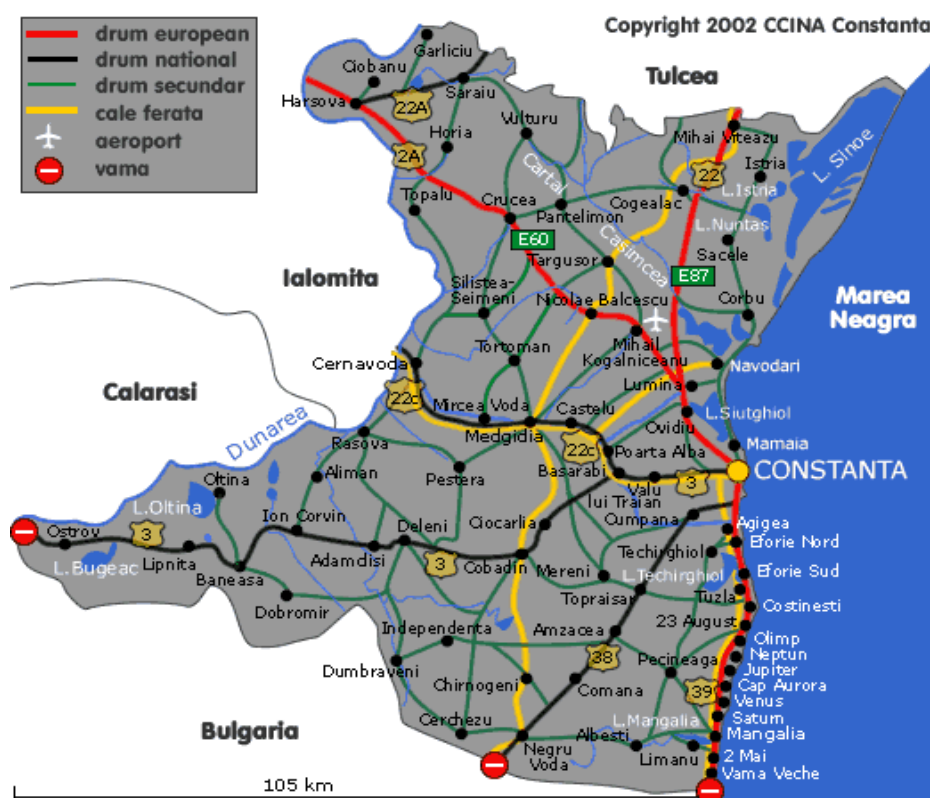 Copyright 2002 CCINA Constanta
drum european
drum national
drum secundar
cale ferata
aeroport
vama
Garliciu
Ciobanu
Tulcea
Saraiu
Harsova
22A
Vulturu
Mihai Viteazu
Horia
2A
Cartal
Istria
L. Sinoe
22
L.Istria
Topalu
Crucea
Cogealac
Pantelimon
L.Nuntas
E60
Casimcea
Sacele
Targusor
Ialomita
E87
Silistea-
Seimeni
Nicolae Balcescu
Corbu
Marea
Neagra
Mihail
Kogalniceanu
Tortoman
Cernavoda
Navodari
Lumina
Calarasi
22c
Mircea Voda
Castelu
L.Siutghiol
Dunarea
Medgidia
Ovidiu
Rasova
22c
Poarta Alba
Mamaia
Basarabi
CONSTANTA
Oltina
Aliman
Pestera
Valu
lui Traian
3
L.Oltina
Ion Corvin
Deleni
Ciocarlia
Cumpana
Agigea
Ostrov
3
Eforie Nord
L.Bugeac
Lipnita
Adamclisi
3
Cobadin
Techirghiol
Baneasa
Mereni
L.Techirghiol
Eforie Sud
Topraisar
Tuzla
Dobromir
Costinesti
Independenta
Amzacea
23 August
Olimp
38
Neptun
Dumbraveni
Pecineaga
Jupiter
Chirnogeni
Comana
39
Cap Aurora
Venus
Cerchezu
L.Mangalia
Saturn
Bulgaria
Albesti
Mangalia
Negru
Voda
Limanu
2 Mai
Vama Veche
105 km